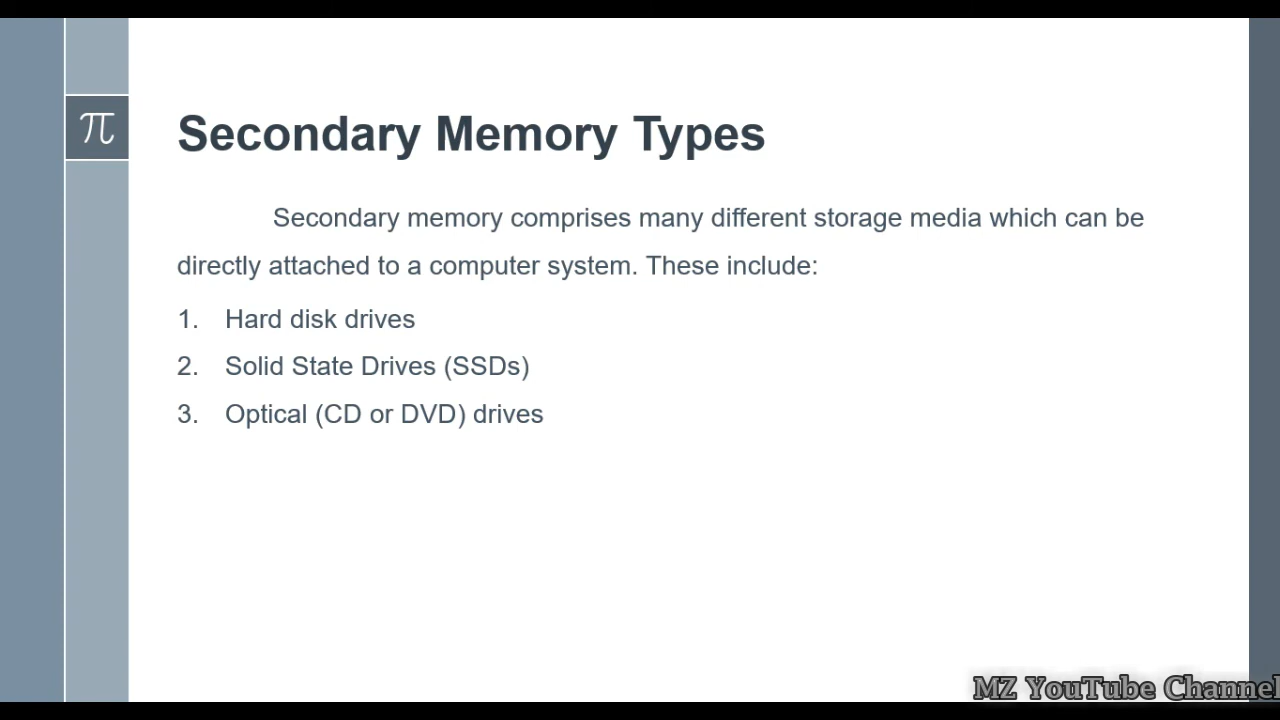 π
Secondary Memory Types
Secondary memory comprises many different storage media which can be
directly attached to a computer system. These include:
1. Hard disk drives
2. Solid State Drives (SSDs)
3. Optical (CD or DVD) drives
MZ YouTube Channel